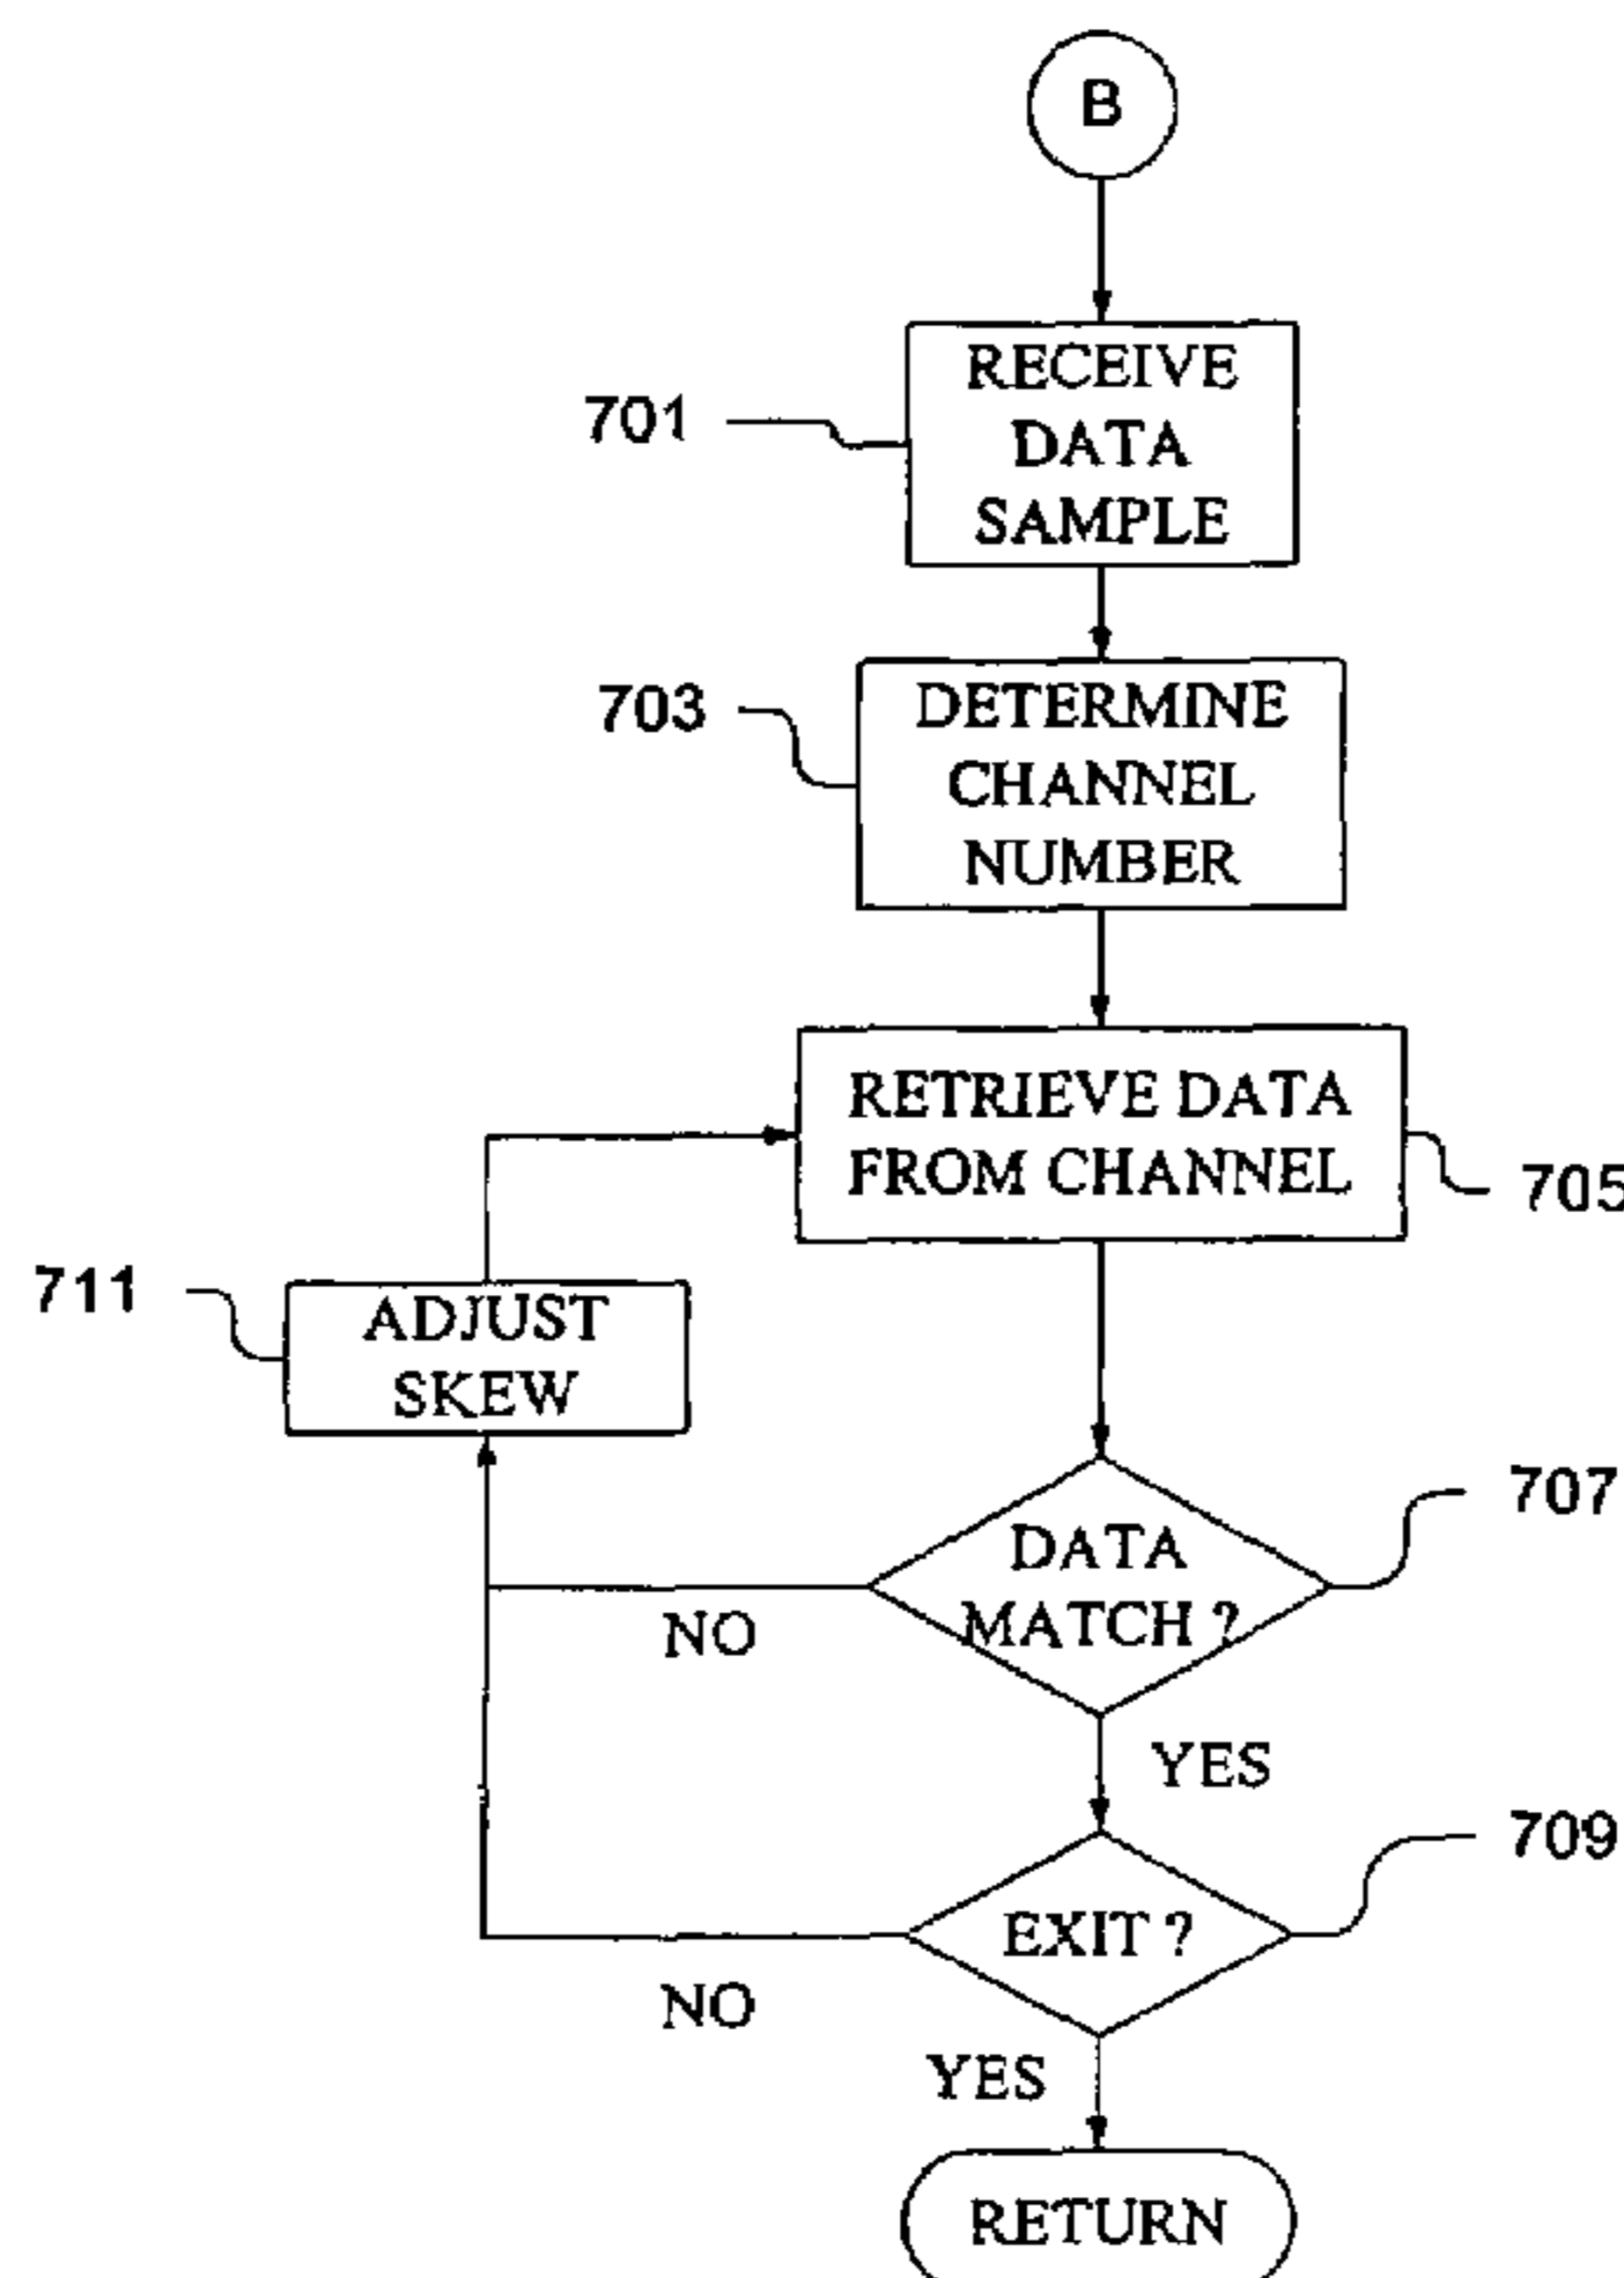 B
701
RECEIVE
DATA
SAMPLE
703
DETERMINE
CHANNEL
NUMBER
RETRIEVE DATA
FROM CHANNEL
705
711
ADJUST
SKEW
DATA
MATCH ?
707
NO
YES
709
EXIT ?
NO
YES
RETURN